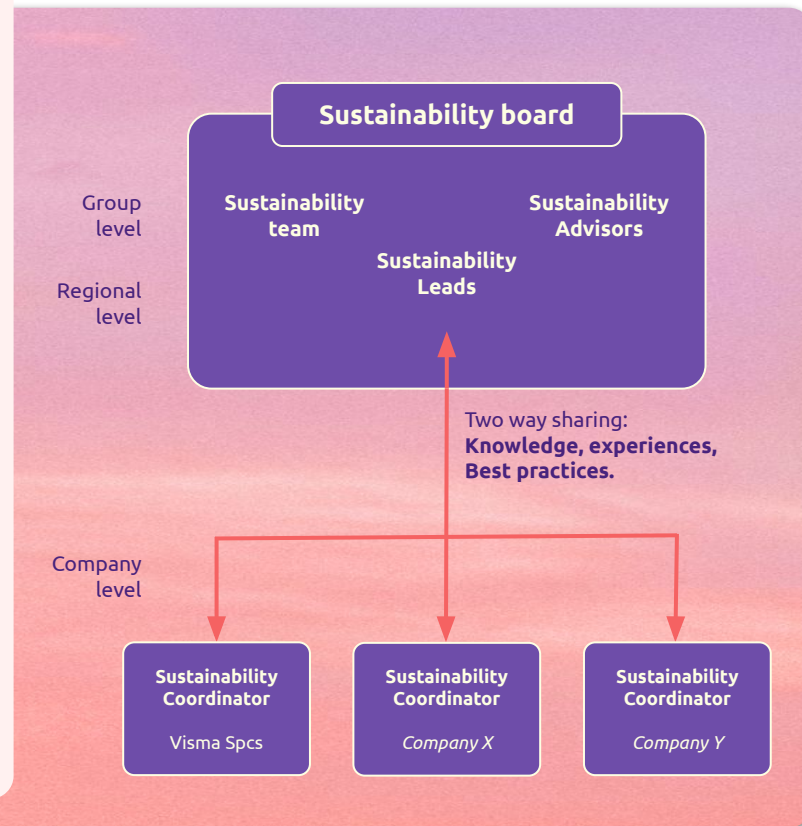 Sustainability board
Group
level
Sustainability
team
Sustainability
Advisors
Sustainability
Leads
Regional
level
Two way sharing:
Knowledge, experiences,
Best practices.
Company
level
Sustainability
Coordinator
Visma Spcs
Sustainability
Coordinator
Company X
Sustainability
Coordinator
Company Y